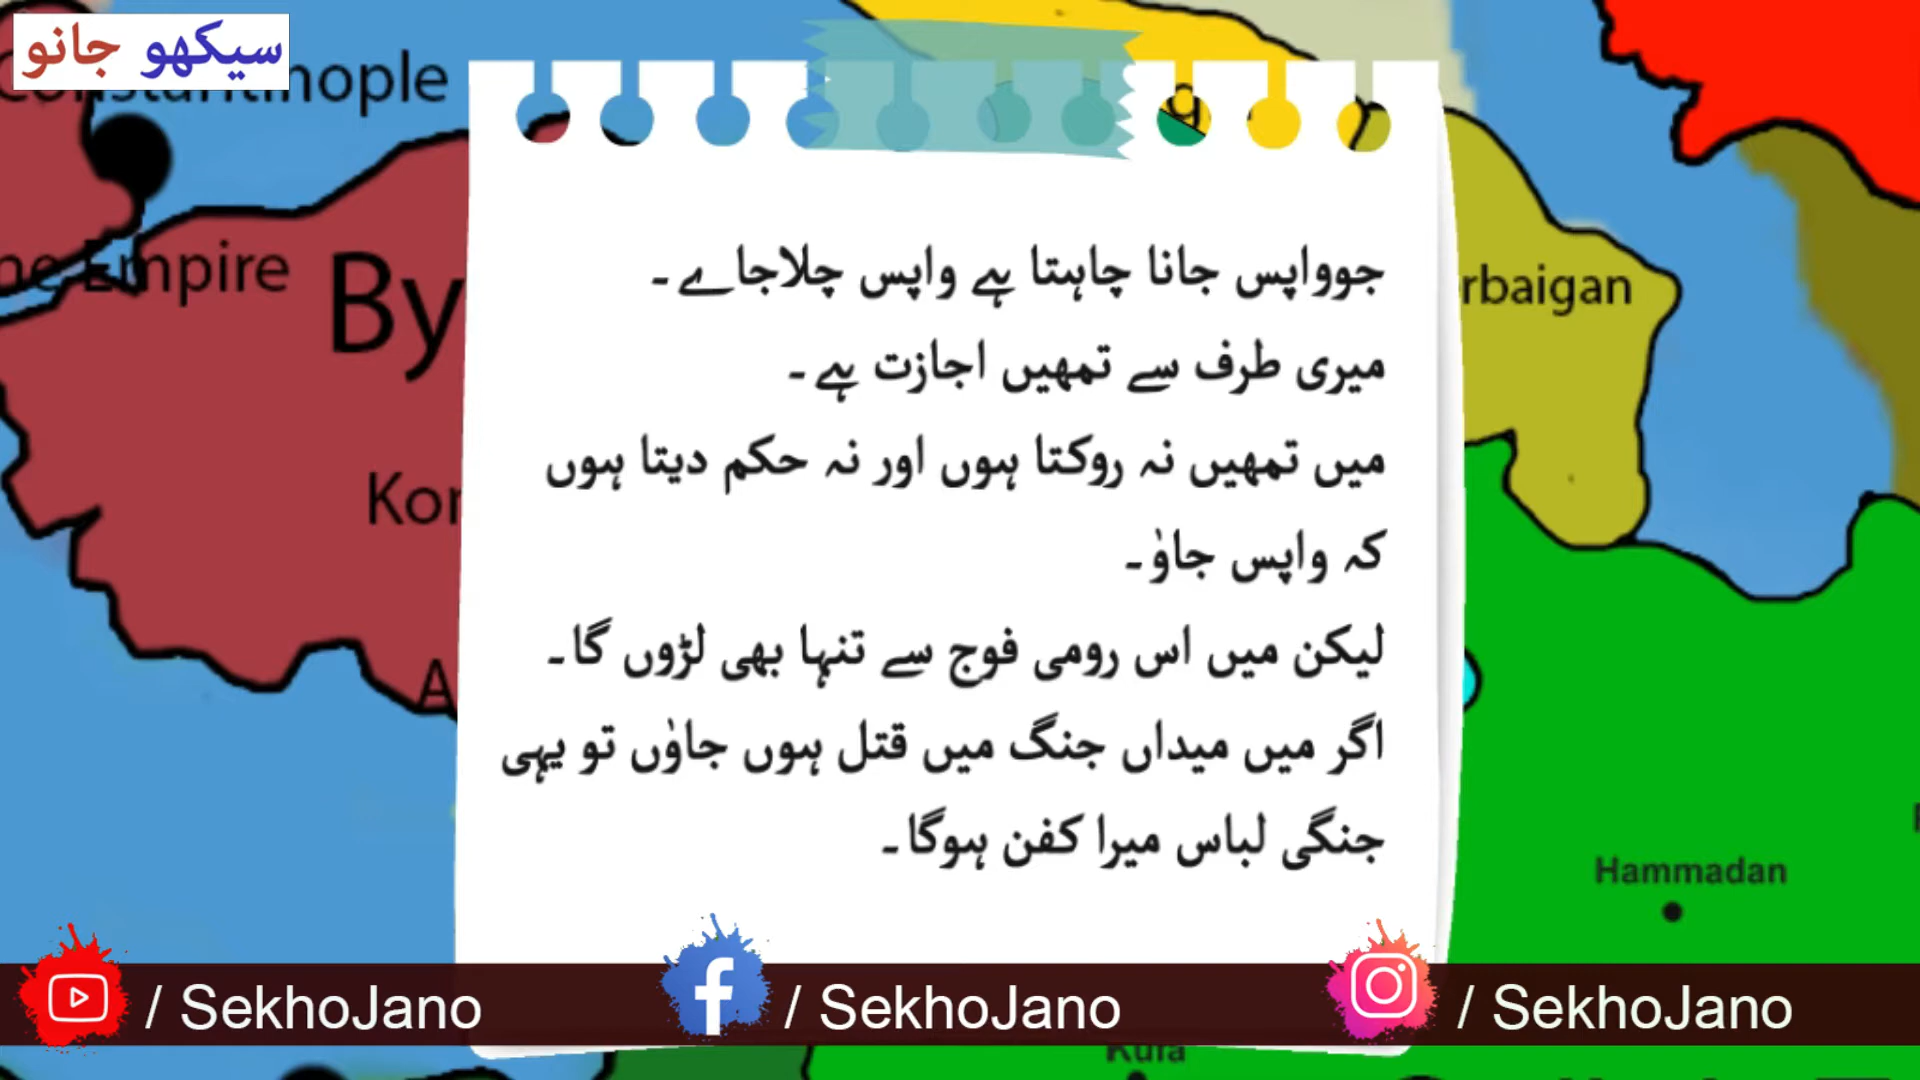 سیکھو جانو
Constantinople
rbaigan
Empire
By
جوواپس جانا چاہتا ہے واپس چلاجاے۔
میری طرف سے تمھیں اجازت ہے۔
میں تمھیں نہ روکتا ہوں اور نہ حکم دیتا ہوں
کہ واپس جاؤ۔
لیکن میں اس رومی فوج سے تنہا بھی لڑوں گا۔
اگر میں میداں جنگ میں قتل ہوں جاؤں تو یہی
جنگی لباس میرا کفن ہوگا۔
Kor
A
Hammadan
/ SekhoJano
/ SekhoJano
/ SekhoJano
Kufa